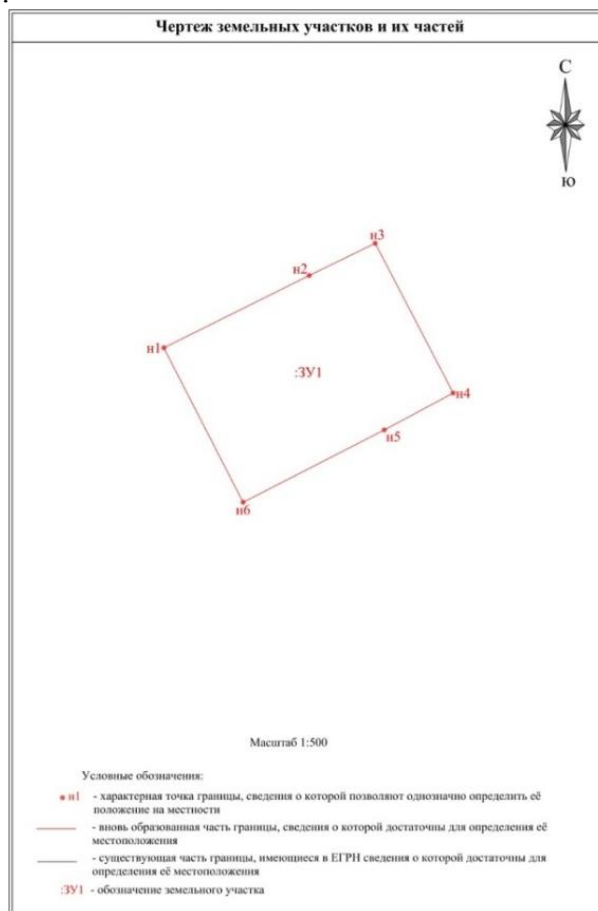 Чертеж земельных участков и их частей
С
Ю
н3
н2
н1
:ЗУ1
н4
н5
н6
Масштаб 1:500
Условные обозначения:
н1 - характерная точка границы, сведения о которой позволяют однозначно определить её
положение на местности
- вновь образованная часть границы, сведения о которой достаточны для определения её
местоположения
- существующая часть границы, имеющиеся в ЕГРН сведения о которой достаточны для
определения её местоположения
:ЗУ1 - обозначение земельного участка